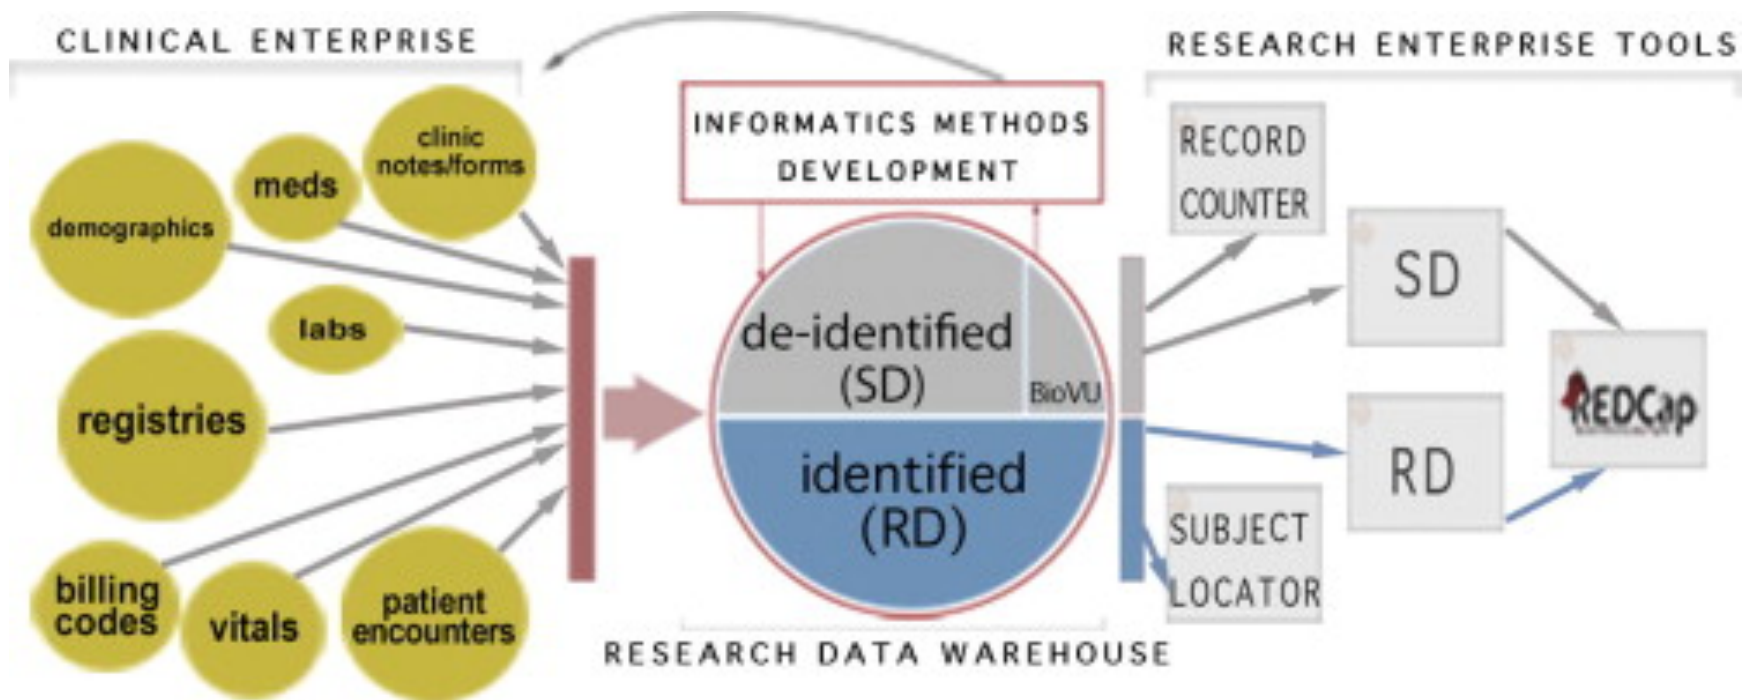 CLINICAL ENTERPRISE
RESEARCH ENTERPRISE TOOLS
clinic
notes/forms
meds
demographics
labs
registries
billing
codes
vitals
patient
encounters
INFORMATICS METHODS
DEVELOPMENT
de-identified
(SD)
BioVU
identified
(RD)
RESEARCH DATA WAREHOUSE
RECORD
COUNTER
SD
REDCap
RD
SUBJECT
LOCATOR